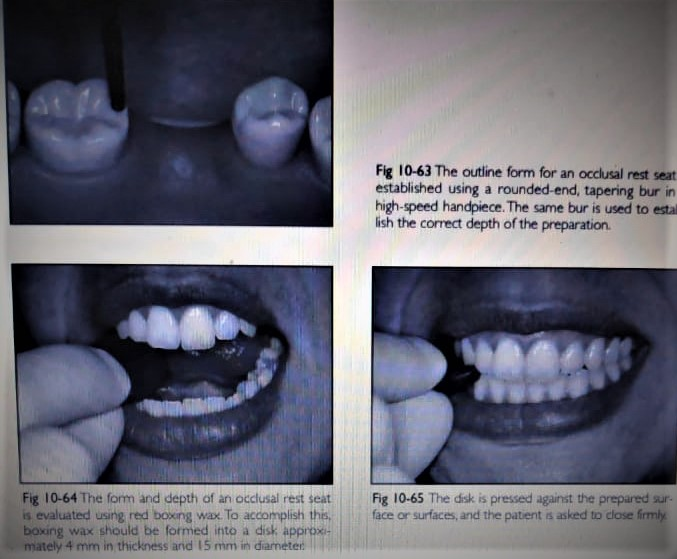 Fig 10-63 The outline form for an occlusal rest seat
established using a rounded-end, tapering bur in
high-speed handpiece. The same bur is used to estab
lish the correct depth of the preparation.
Fig 10-64 The form and depth of an occlusal rest seat
is evaluated using red boxing wax. To accomplish this,
boxing wax should be formed into a disk approxi-
mately 4 mm in thickness and 15 mm in diameter.
Fig 10-65 The disk is pressed against the prepared sur-
face or surfaces, and the patient is asked to close firmly.